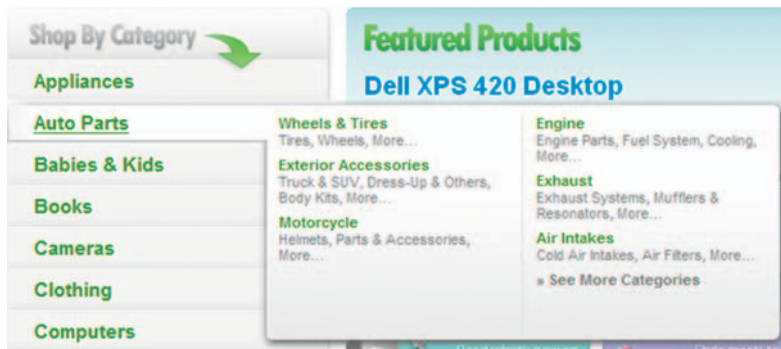 Shop By Category
Appliances
Auto Parts
Babies & Kids
Books
Cameras
Clothing
Computers
Featured Products
Dell XPS 420 Desktop
Wheels & Tires
Tires, Wheels, More...
Exterior Accessories
Truck & SUV, Dress-Up & Others,
Body Kits, More...
Motorcycle
Helmets, Parts & Accessories,
More...
Engine
Engine Parts, Fuel System, Cooling,
More...
Exhaust
Exhaust Systems, Mufflers &
Resonators, More...
Air Intakes
Cold Air Intakes, Air Filters, More...
» See More Categories